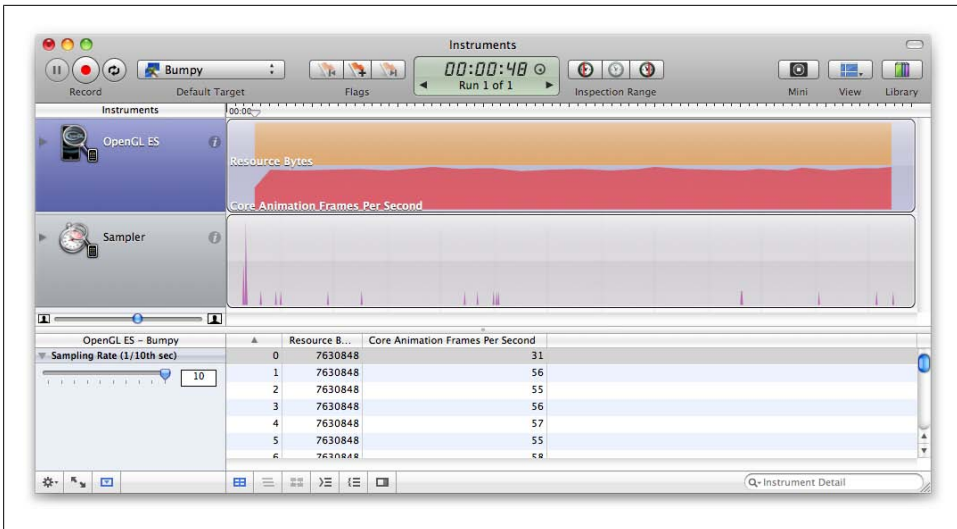 Instruments
Bumpy
00:00:48
Run 1 of 1
Record
Default Target
Flags
Inspection Range
Mini
View
Library
Instruments
00:00
OpenGL ES
Resource Bytes
Core Animation Frames Per Second
Sampler
OpenGL ES – Bumpy
Resource B...
Core Animation Frames Per Second
Sampling Rate (1/10th sec)
10
0 7630848 31
1 7630848 56
2 7630848 55
3 7630848 56
4 7630848 57
5 7630848 55
6 7630848 58
Instrument Detail